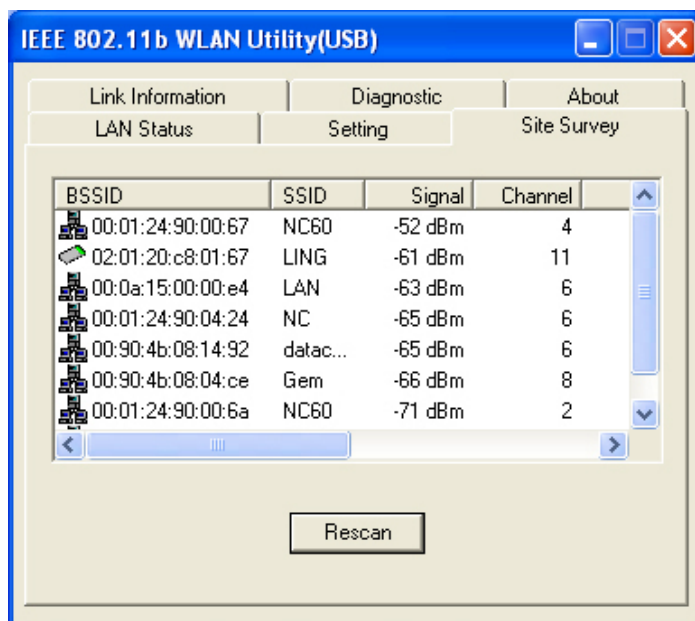 IEEE 802.11b WLAN Utility(USB)
Link Information Diagnostic About
LAN Status Setting Site Survey
BSSID SSID Signal Channel
00:01:24:90:00:67 NC60 -52 dBm 4
02:01:20:c8:01:67 LING -61 dBm 11
00:0a:15:00:00:e4 LAN -63 dBm 6
00:01:24:90:04:24 NC -65 dBm 6
00:90:4b:08:14:92 datac... -65 dBm 6
00:90:4b:08:04:ce Gem -66 dBm 8
00:01:24:90:00:6a NC60 -71 dBm 2
Rescan